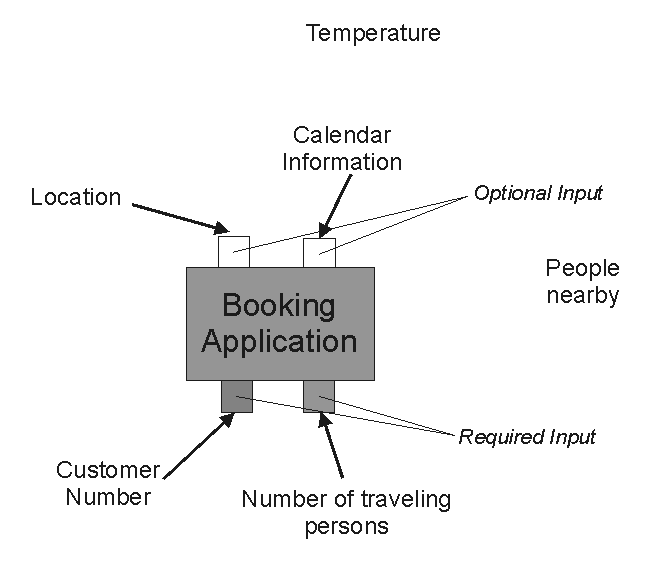 Temperature
Calendar
Information
Location
Optional Input
People
nearby
Booking
Application
Required Input
Customer
Number
Number of traveling
persons